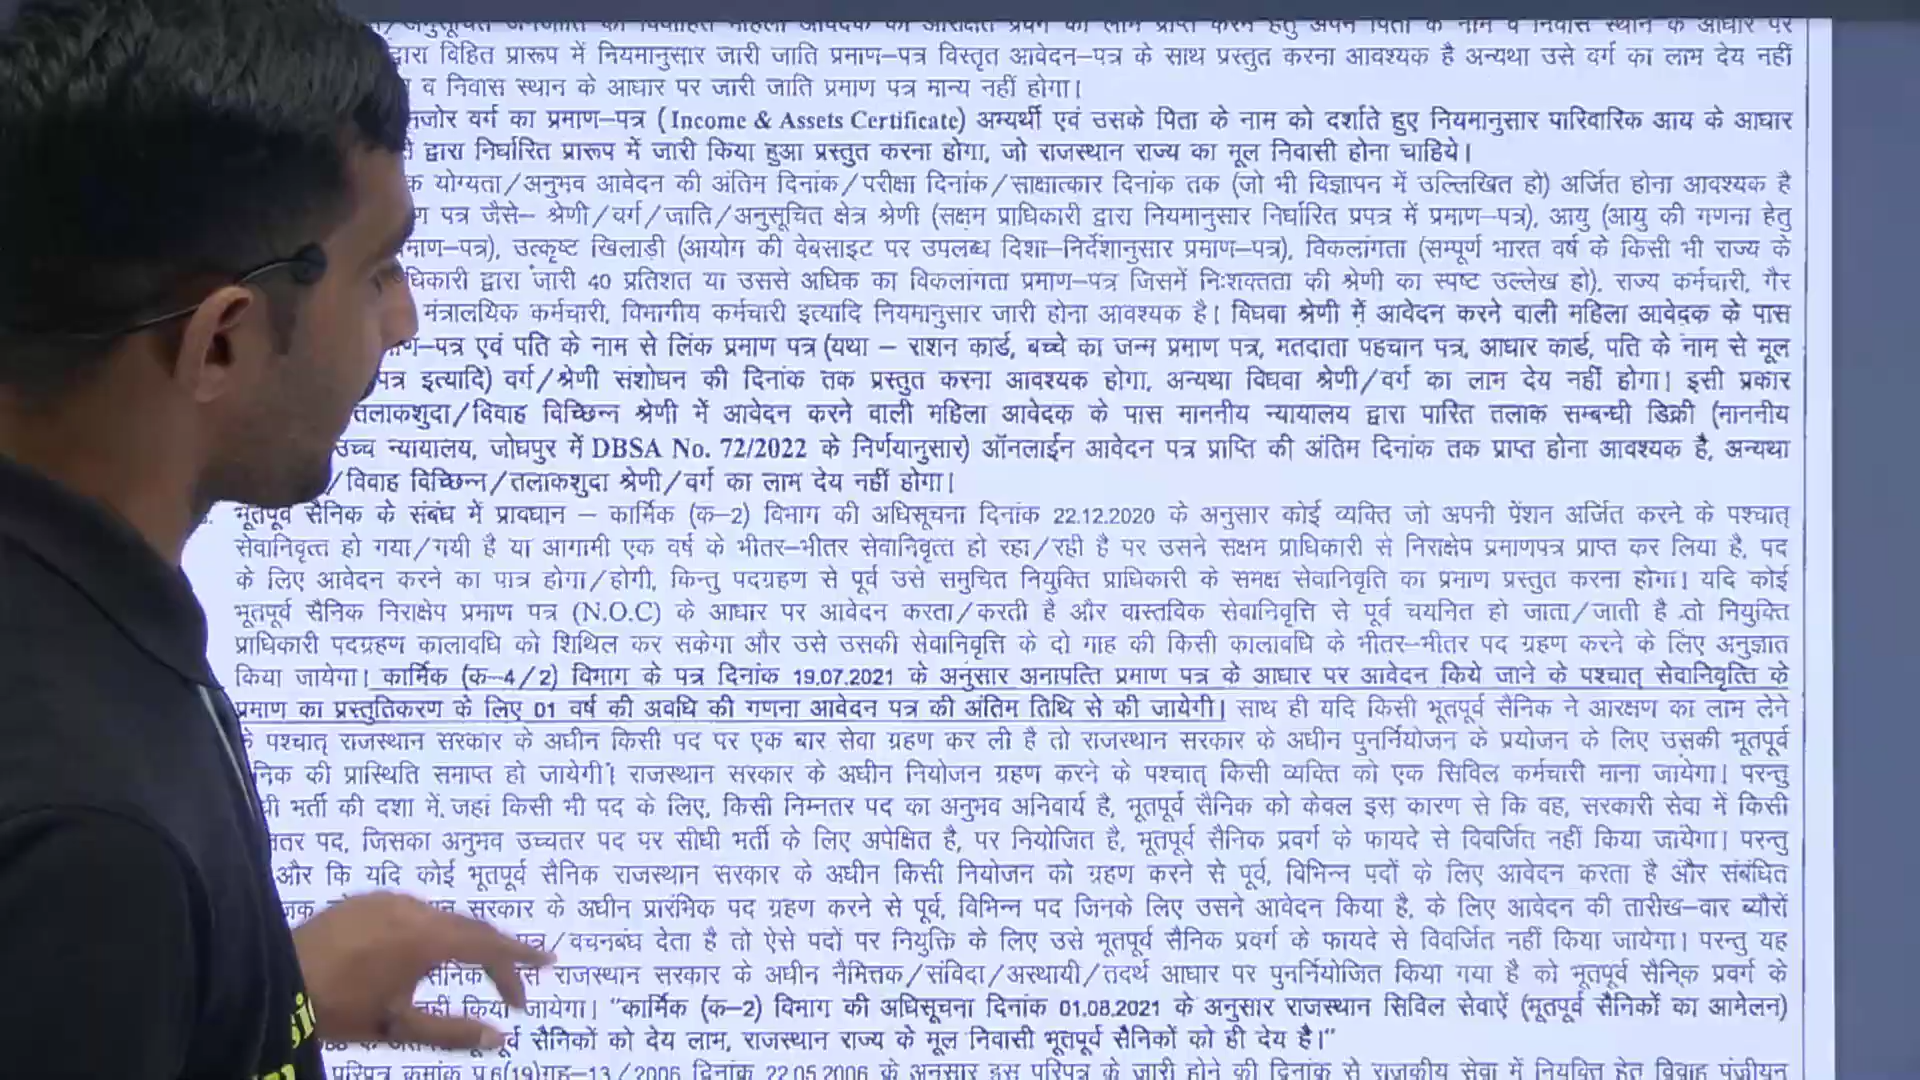 द्वारा विहित प्रारूप में नियमानुसार जारी जाति प्रमाण–पत्र विस्तृत आवेदन–पत्र के साथ प्रस्तुत करना आवश्यक है अन्यथा उसे वर्ग का लाभ देय नहीं
व निवास स्थान के आधार पर जारी जाति प्रमाण पत्र मान्य नहीं होगा।
वर्ग का प्रमाण–पत्र (Income & Assets Certificate) अभ्यर्थी एवं उसके पिता के नाम को दर्शाते हुए नियमानुसार पारिवारिक आय के आधार
द्वारा निर्धारित प्रारूप में जारी किया हुआ प्रस्तुत करना होगा, जो राजस्थान राज्य का मूल निवासी होना चाहिये।
योग्यता/अनुभव आवेदन की अंतिम दिनांक/परीक्षा दिनांक/साक्षात्कार दिनांक तक (जो भी विज्ञापन में उल्लिखित हो) अर्जित होना आवश्यक है
पत्र जैसे– श्रेणी/वर्ग/जाति/अनुसूचित क्षेत्र श्रेणी (सक्षम प्राधिकारी द्वारा नियमानुसार निर्धारित प्रपत्र में प्रमाण–पत्र), आयु (आयु की गणना हेतु
माण–पत्र), उत्कृष्ट खिलाड़ी (आयोग की वेबसाइट पर उपलब्ध दिशा–निर्देशानुसार प्रमाण–पत्र), विकलांगता (सम्पूर्ण भारत वर्ष के किसी भी राज्य के
धिकारी द्वारा जारी 40 प्रतिशत या उससे अधिक का विकलांगता प्रमाण–पत्र जिसमें निःशक्तता की श्रेणी का स्पष्ट उल्लेख हो), राज्य कर्मचारी, गैर
मंत्रालयिक कर्मचारी, विभागीय कर्मचारी इत्यादि नियमानुसार जारी होना आवश्यक है। विधवा श्रेणी में आवेदन करने वाली महिला आवेदक के पास
–पत्र एवं पति के नाम से लिंक प्रमाण पत्र (यथा – राशन कार्ड, बच्चे का जन्म प्रमाण पत्र, मतदाता पहचान पत्र, आधार कार्ड, पति के नाम से मूल
पत्र इत्यादि) वर्ग/श्रेणी संशोधन की दिनांक तक प्रस्तुत करना आवश्यक होगा, अन्यथा विधवा श्रेणी/वर्ग का लाभ देय नहीं होगा। इसी प्रकार
तलाकशुदा/विवाह विच्छिन्न श्रेणी में आवेदन करने वाली महिला आवेदक के पास माननीय न्यायालय द्वारा पारित तलाक सम्बन्धी डिक्री (माननीय
उच्च न्यायालय, जोधपुर में DBSA No. 72/2022 के निर्णयानुसार) ऑनलाईन आवेदन पत्र प्राप्ति की अंतिम दिनांक तक प्राप्त होना आवश्यक है, अन्यथा
/विवाह विच्छिन्न/तलाकशुदा श्रेणी/वर्ग का लाभ देय नहीं होगा।
भूतपूर्व सैनिक के संबंध में प्रावधान – कार्मिक (क–2) विभाग की अधिसूचना दिनांक 22.12.2020 के अनुसार कोई व्यक्ति जो अपनी पेंशन अर्जित करने के पश्चात्
सेवानिवृत्त हो गया/गयी है या आगामी एक वर्ष के भीतर–भीतर सेवानिवृत्त हो रहा/रही है पर उसने सक्षम प्राधिकारी से निराक्षेप प्रमाणपत्र प्राप्त कर लिया है, पद
के लिए आवेदन करने का पात्र होगा/होगी, किन्तु पदग्रहण से पूर्व उसे समुचित नियुक्ति प्राधिकारी के समक्ष सेवानिवृति का प्रमाण प्रस्तुत करना होगा। यदि कोई
भूतपूर्व सैनिक निराक्षेप प्रमाण पत्र (N.O.C) के आधार पर आवेदन करता/करती है और वास्तविक सेवानिवृत्ति से पूर्व चयनित हो जाता/जाती है तो नियुक्ति
प्राधिकारी पदग्रहण कालावधि को शिथिल कर सकेगा और उसे उसकी सेवानिवृत्ति के दो माह की किसी कालावधि के भीतर–भीतर पद ग्रहण करने के लिए अनुज्ञात
किया जायेगा। कार्मिक (क–4/2) विभाग के पत्र दिनांक 19.07.2021 के अनुसार अनापत्ति प्रमाण पत्र के आधार पर आवेदन किये जाने के पश्चात् सेवानिवृत्ति के
प्रमाण का प्रस्तुतिकरण के लिए 01 वर्ष की अवधि की गणना आवेदन पत्र की अंतिम तिथि से की जायेगी। साथ ही यदि किसी भूतपूर्व सैनिक ने आरक्षण का लाभ लेने
के पश्चात् राजस्थान सरकार के अधीन किसी पद पर एक बार सेवा ग्रहण कर ली है तो राजस्थान सरकार के अधीन पुनर्नियोजन के प्रयोजन के लिए उसकी भूतपूर्व
निक की प्रास्थिति समाप्त हो जायेगी। राजस्थान सरकार के अधीन नियोजन ग्रहण करने के पश्चात् किसी व्यक्ति को एक सिविल कर्मचारी माना जायेगा। परन्तु
भर्ती की दशा में, जहां किसी भी पद के लिए, किसी निम्नतर पद का अनुभव अनिवार्य है, भूतपूर्व सैनिक को केवल इस कारण से कि वह, सरकारी सेवा में किसी
तर पद, जिसका अनुभव उच्चतर पद पर सीधी भर्ती के लिए अपेक्षित है, पर नियोजित है, भूतपूर्व सैनिक प्रवर्ग के फायदे से विवर्जित नहीं किया जायेगा। परन्तु
और कि यदि कोई भूतपूर्व सैनिक राजस्थान सरकार के अधीन किसी नियोजन को ग्रहण करने से पूर्व, विभिन्न पदों के लिए आवेदन करता है और संबंधित
सरकार के अधीन प्रारंभिक पद ग्रहण करने से पूर्व, विभिन्न पद जिनके लिए उसने आवेदन किया है, के लिए आवेदन की तारीख–वार ब्यौरों
/वचनबंध देता है तो ऐसे पदों पर नियुक्ति के लिए उसे भूतपूर्व सैनिक प्रवर्ग के फायदे से विवर्जित नहीं किया जायेगा। परन्तु यह
सैनिक राजस्थान सरकार के अधीन नैमित्तक/संविदा/अस्थायी/तदर्थ आधार पर पुनर्नियोजित किया गया है को भूतपूर्व सैनिक प्रवर्ग के
नहीं किया जायेगा। "कार्मिक (क–2) विभाग की अधिसूचना दिनांक 01.08.2021 के अनुसार राजस्थान सिविल सेवाऐं (भूतपूर्व सैनिकों का आमेलन)
सैनिकों को देय लाभ, राजस्थान राज्य के मूल निवासी भूतपूर्व सैनिकों को ही देय है।"
परिपत्र क्रमांक प.6(19)गृह–13/2006 दिनांक 22.05.2006 के अनुसार इस परिपत्र के जारी होने की दिनांक से राजकीय सेवा में नियुक्ति हेतु विवाह पंजीयन